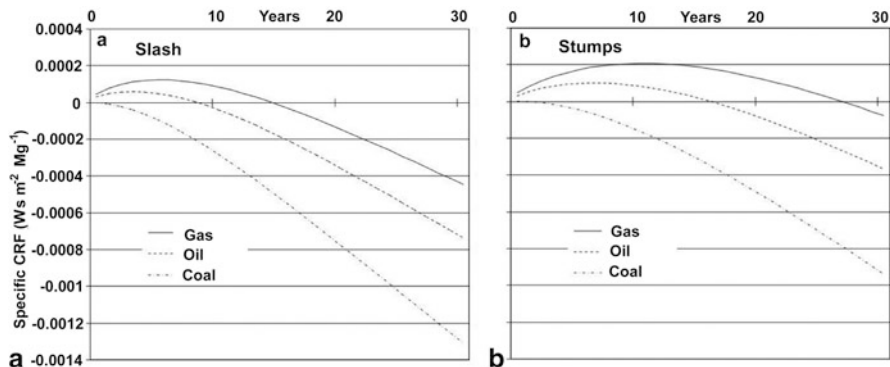 0 Years 10 20 30
a
Slash
0.0004
0.0002
0
-0.0002
-0.0004
-0.0006
-0.0008
-0.001
-0.0012
-0.0014
Specific CRF (W s m⁻² Mg⁻¹)
Gas
Oil
Coal
a
0 Years 10 20 30
b
Stumps
Gas
Oil
Coal
b